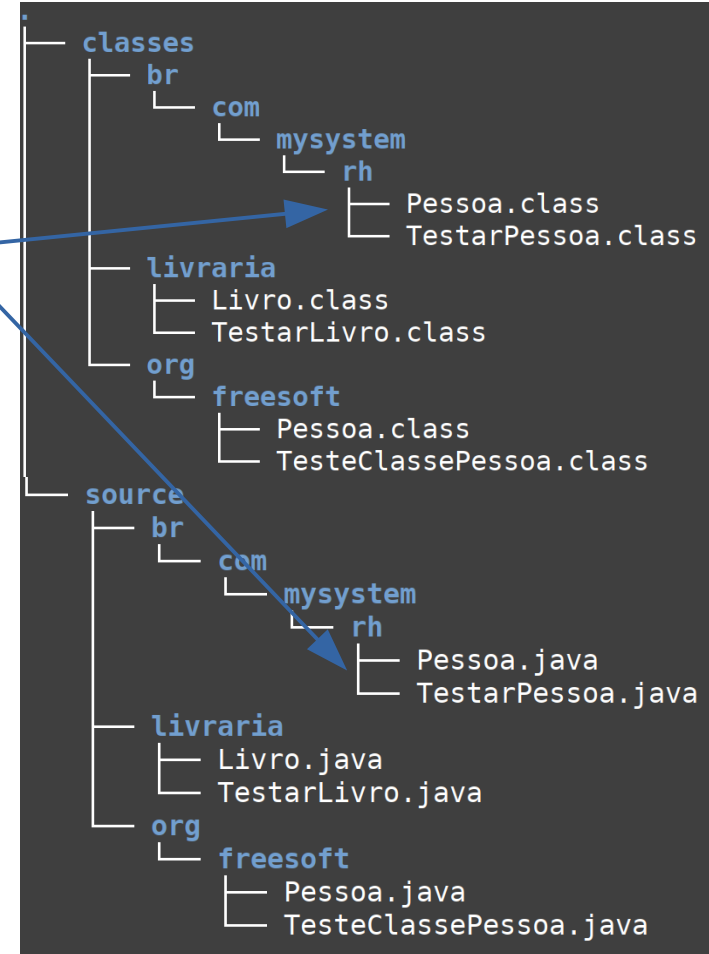 .
classes
br
com
mysystem
rh
Pessoa.class
TestarPessoa.class
livraria
Livro.class
TestarLivro.class
org
freesoft
Pessoa.class
TesteClassePessoa.class
source
br
com
mysystem
rh
Pessoa.java
TestarPessoa.java
livraria
Livro.java
TestarLivro.java
org
freesoft
Pessoa.java
TesteClassePessoa.java